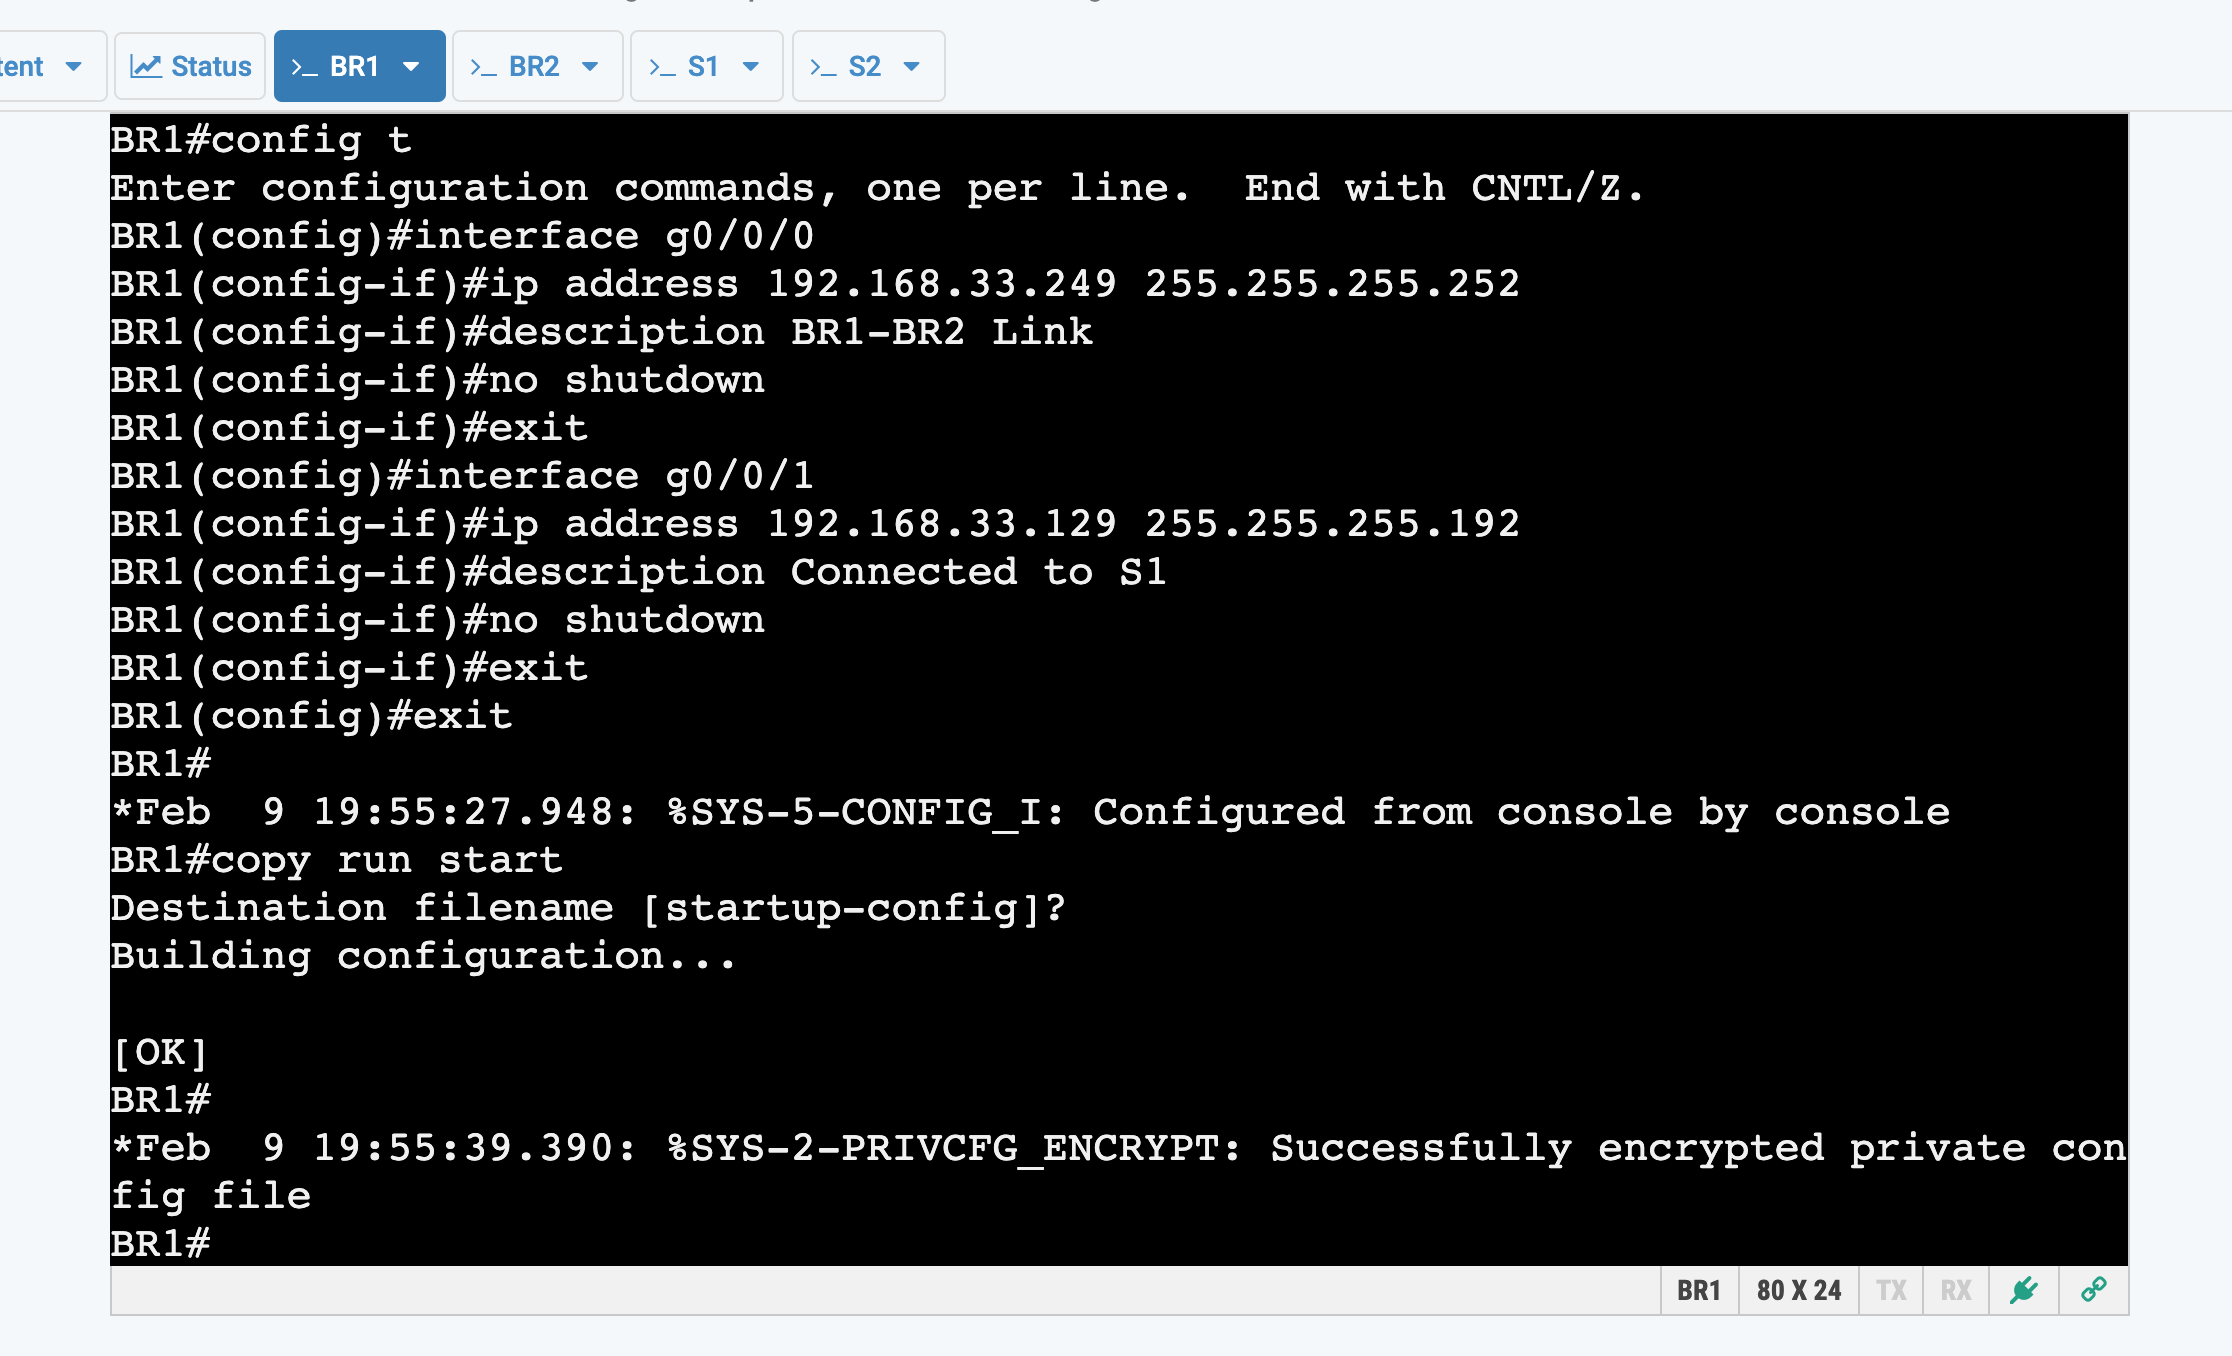 Status
>_ BR1
>_ BR2
>_ S1
>_ S2
BR1#config t
Enter configuration commands, one per line.  End with CNTL/Z.
BR1(config)#interface g0/0/0
BR1(config-if)#ip address 192.168.33.249 255.255.255.252
BR1(config-if)#description BR1-BR2 Link
BR1(config-if)#no shutdown
BR1(config-if)#exit
BR1(config)#interface g0/0/1
BR1(config-if)#ip address 192.168.33.129 255.255.255.192
BR1(config-if)#description Connected to S1
BR1(config-if)#no shutdown
BR1(config-if)#exit
BR1(config)#exit
BR1#
*Feb  9 19:55:27.948: %SYS-5-CONFIG_I: Configured from console by console
BR1#copy run start
Destination filename [startup-config]?
Building configuration...
[OK]
BR1#
*Feb  9 19:55:39.390: %SYS-2-PRIVCFG_ENCRYPT: Successfully encrypted private con
fig file
BR1#
BR1
80 X 24
TX
RX